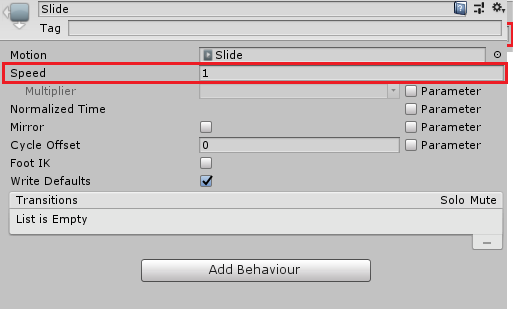 Slide
Tag
Motion Slide
Speed 1
Multiplier Parameter
Normalized Time Parameter
Mirror Parameter
Cycle Offset 0 Parameter
Foot IK
Write Defaults
Transitions Solo Mute
List is Empty
Add Behaviour